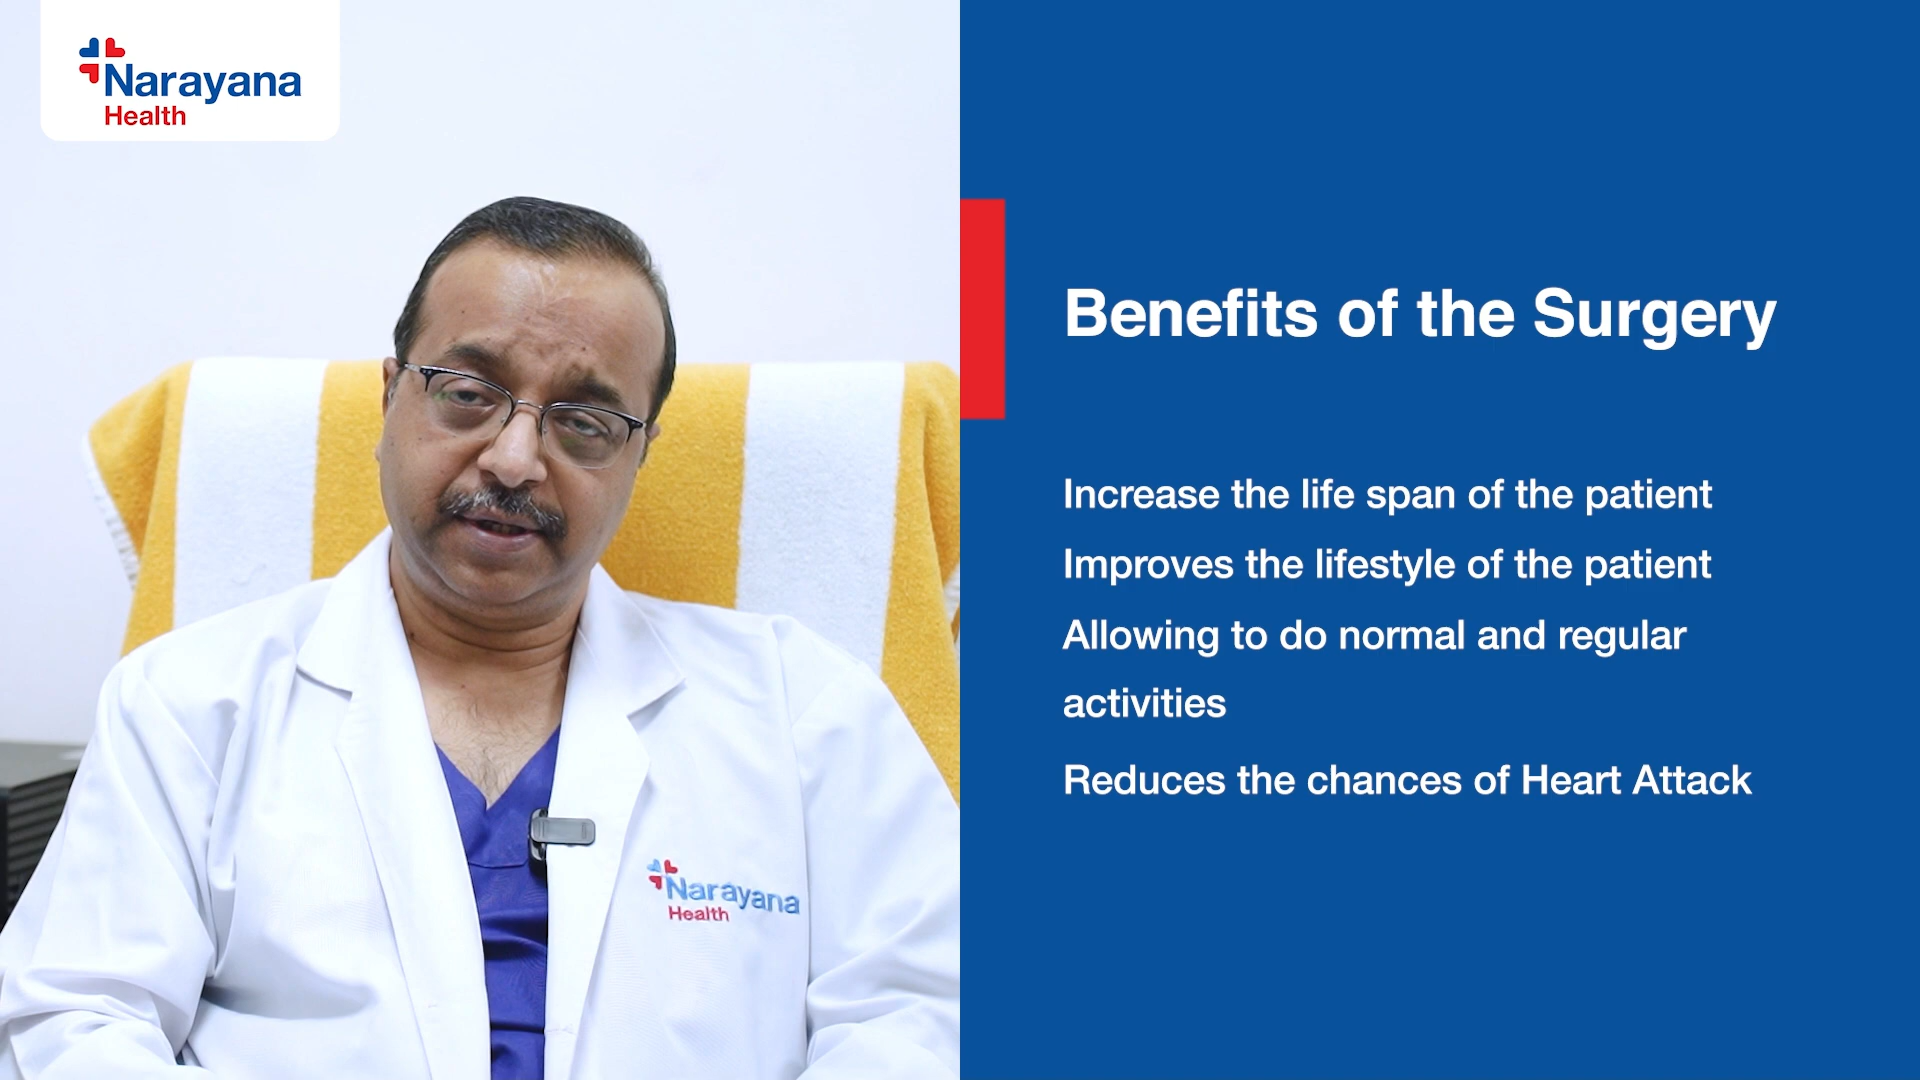 Narayana
Health
Benefits of the Surgery
Increase the life span of the patient
Improves the lifestyle of the patient
Allowing to do normal and regular
activities
Reduces the chances of Heart Attack
Narayana
Health